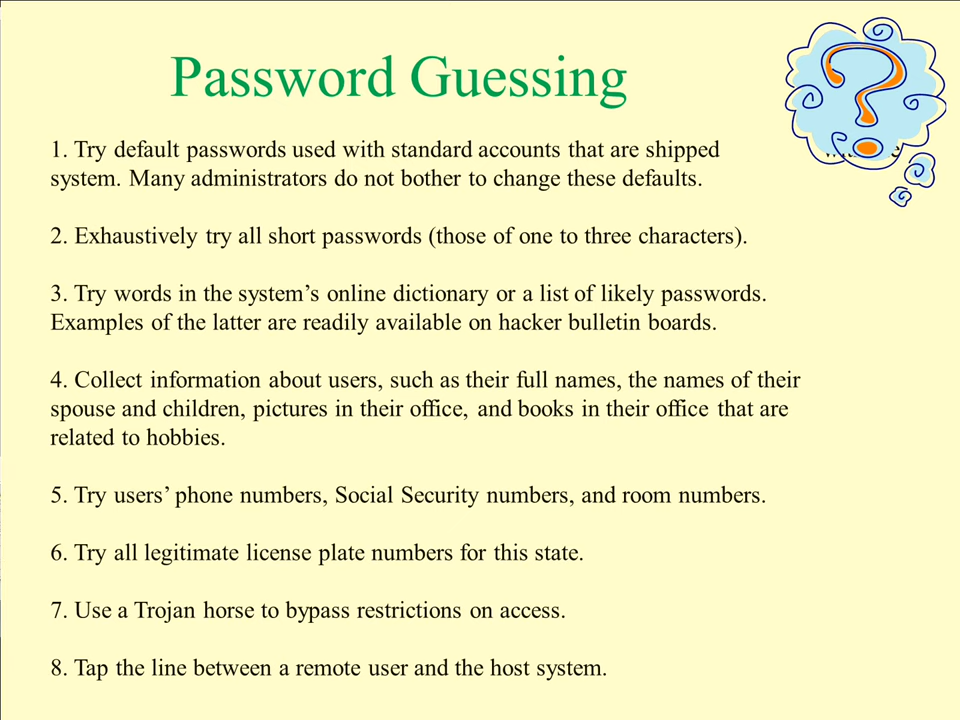 Password Guessing
1. Try default passwords used with standard accounts that are shipped
system. Many administrators do not bother to change these defaults.
2. Exhaustively try all short passwords (those of one to three characters).
3. Try words in the system’s online dictionary or a list of likely passwords.
Examples of the latter are readily available on hacker bulletin boards.
4. Collect information about users, such as their full names, the names of their
spouse and children, pictures in their office, and books in their office that are
related to hobbies.
5. Try users’ phone numbers, Social Security numbers, and room numbers.
6. Try all legitimate license plate numbers for this state.
7. Use a Trojan horse to bypass restrictions on access.
8. Tap the line between a remote user and the host system.